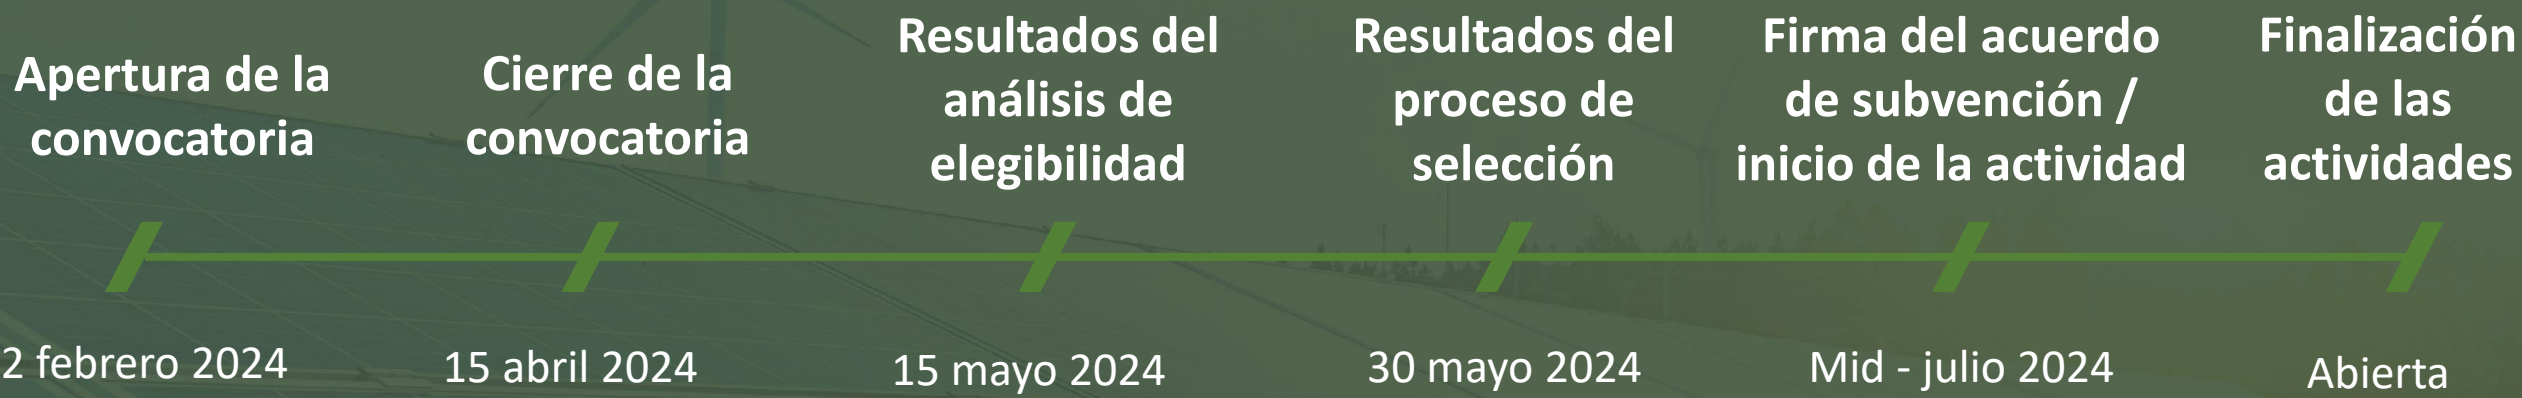 Apertura de la
convocatoria
Cierre de la
convocatoria
Resultados del
análisis de
elegibilidad
Resultados del
proceso de
selección
Firma del acuerdo
de subvención /
inicio de la actividad
Finalización
de las
actividades
2 febrero 2024
15 abril 2024
15 mayo 2024
30 mayo 2024
Mid - julio 2024
Abierta